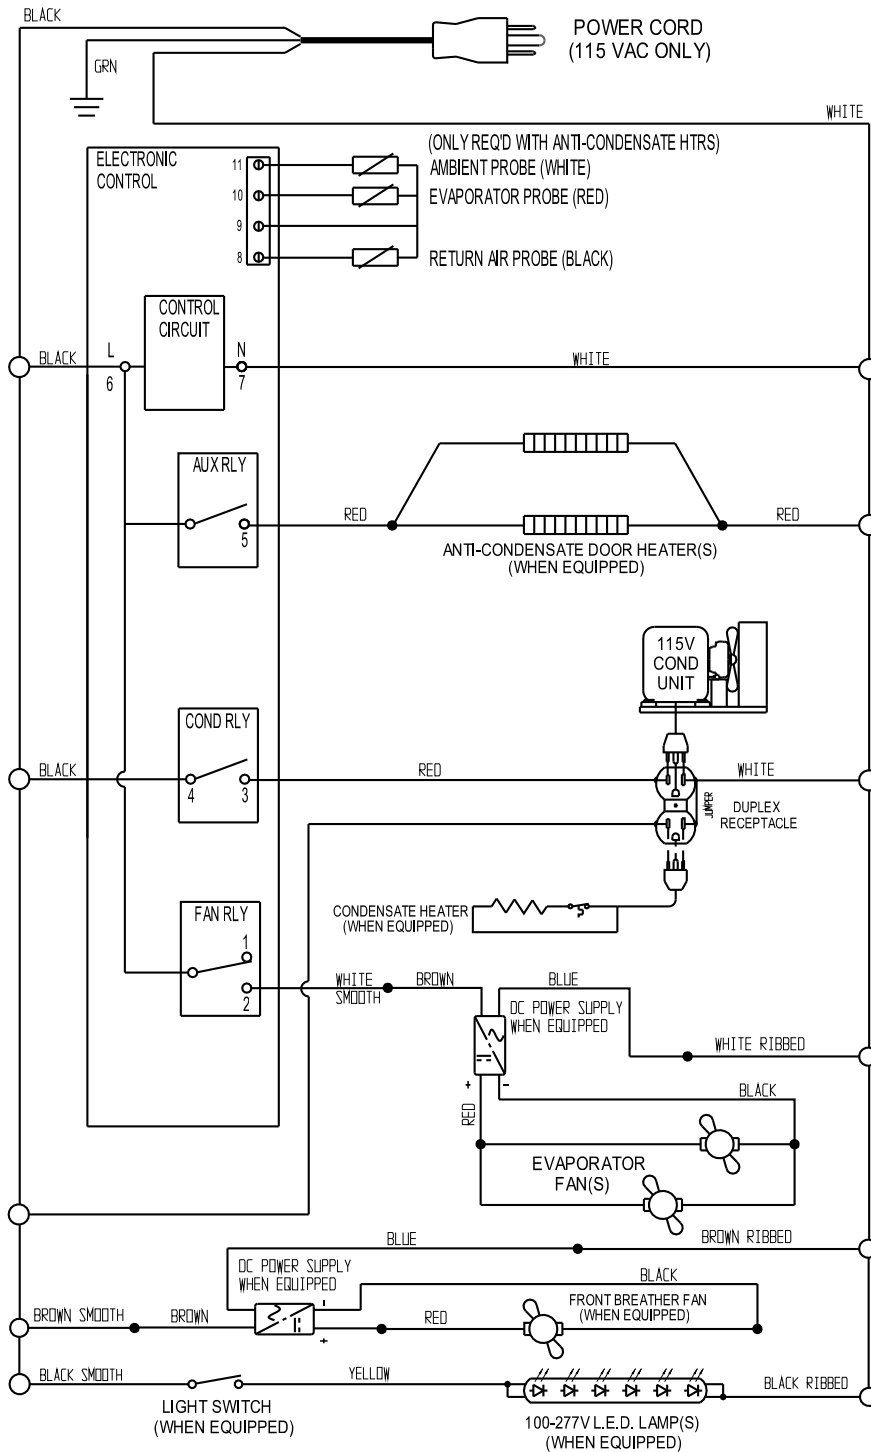 BLACK
POWER CORD
(115 VAC ONLY)
GRN
WHITE
ELECTRONIC
CONTROL
11
10
9
8
(ONLY REQ'D WITH ANTI-CONDENSATE HTRS)
AMBIENT PROBE (WHITE)
EVAPORATOR PROBE (RED)
RETURN AIR PROBE (BLACK)
CONTROL
CIRCUIT
BLACK
L
6
N
7
WHITE
AUX RLY
5
RED
RED
ANTI-CONDENSATE DOOR HEATER(S)
(WHEN EQUIPPED)
115V
COND
UNIT
COND RLY
BLACK
4
3
RED
WHITE
JUMPER
DUPLEX
RECEPTACLE
CONDENSATE HEATER
(WHEN EQUIPPED)
FAN RLY
1
2
WHITE
SMOOTH
BROWN
BLUE
DC POWER SUPPLY
WHEN EQUIPPED
WHITE RIBBED
+
-
RED
BLACK
EVAPORATOR
FAN(S)
BLUE
BROWN RIBBED
DC POWER SUPPLY
WHEN EQUIPPED
-
+
BLACK
FRONT BREATHER FAN
(WHEN EQUIPPED)
BROWN SMOOTH
BROWN
RED
BLACK SMOOTH
YELLOW
BLACK RIBBED
LIGHT SWITCH
(WHEN EQUIPPED)
100-277V L.E.D. LAMP(S)
(WHEN EQUIPPED)